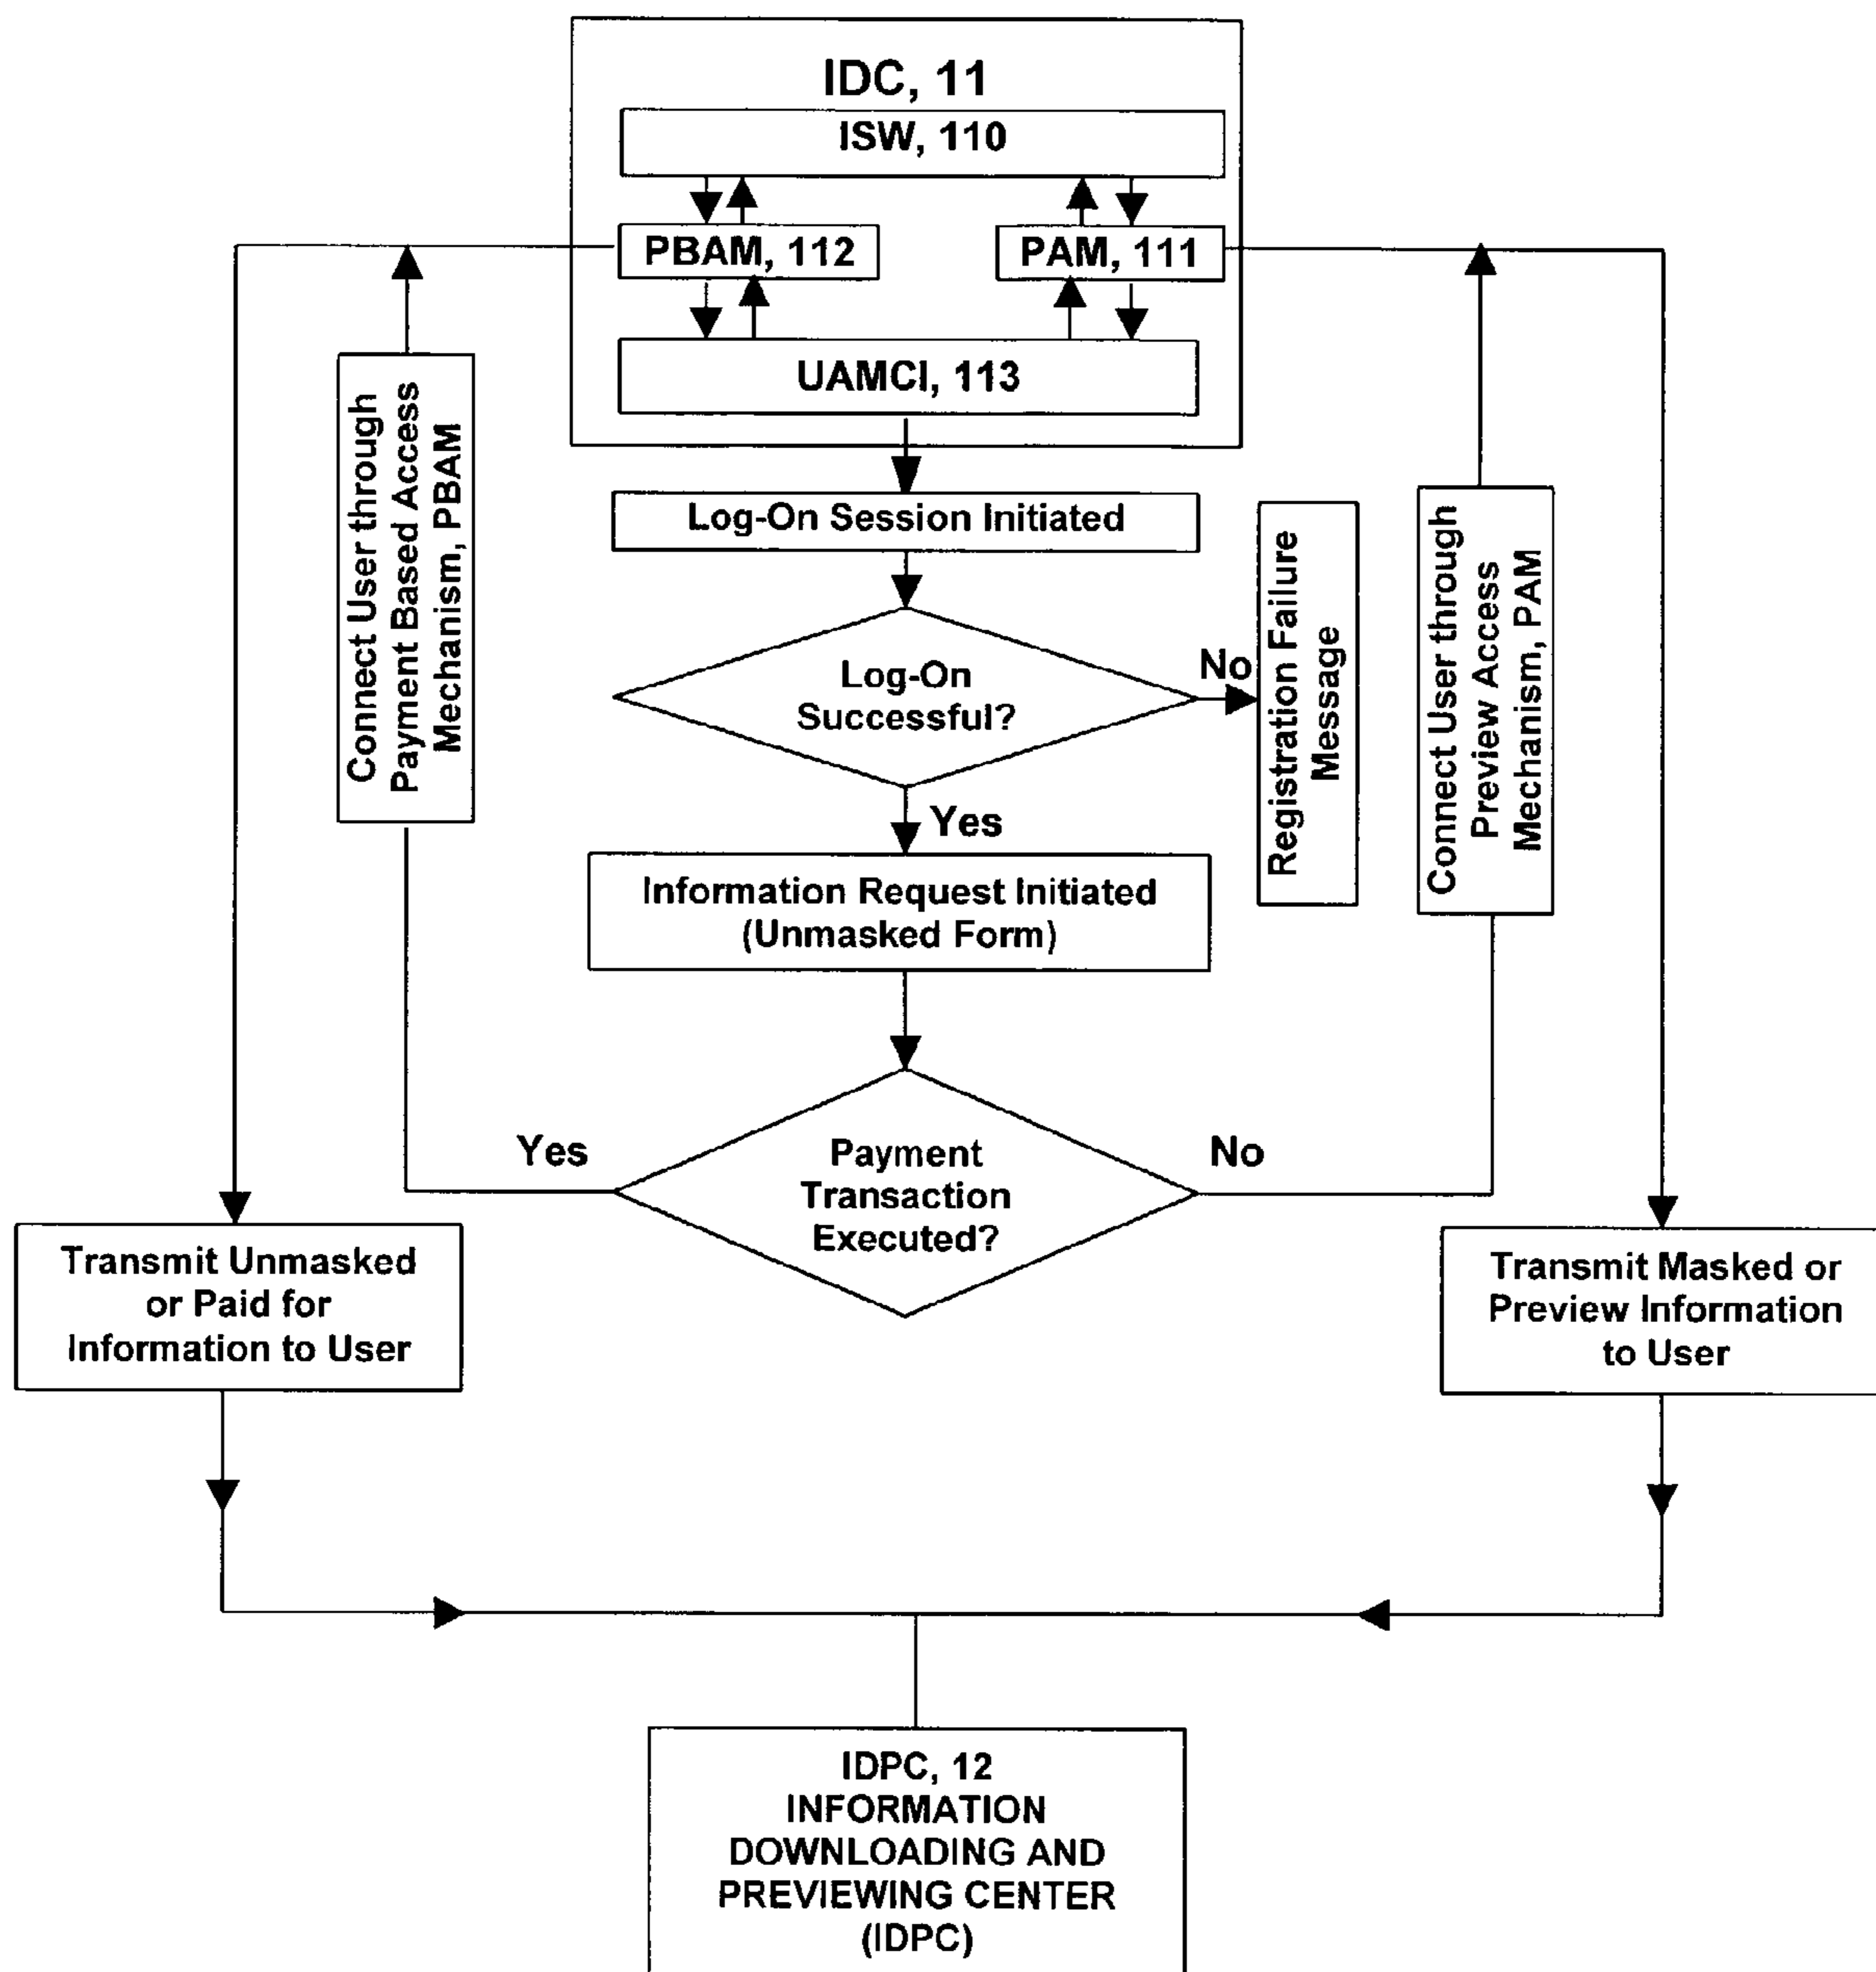 IDC, 11
ISW, 110
PBAM, 112
PAM, 111
UAMCI, 113
Connect User through
Payment Based Access
Mechanism, PBAM
Log-On Session Initiated
Log-On
Successful?
No
Registration Failure
Message
Connect User through
Preview Access
Mechanism, PAM
Yes
Information Request Initiated
(Unmasked Form)
Yes
Payment
Transaction
Executed?
No
Transmit Unmasked
or Paid for
Information to User
Transmit Masked or
Preview Information
to User
IDPC, 12
INFORMATION
DOWNLOADING AND
PREVIEWING CENTER
(IDPC)